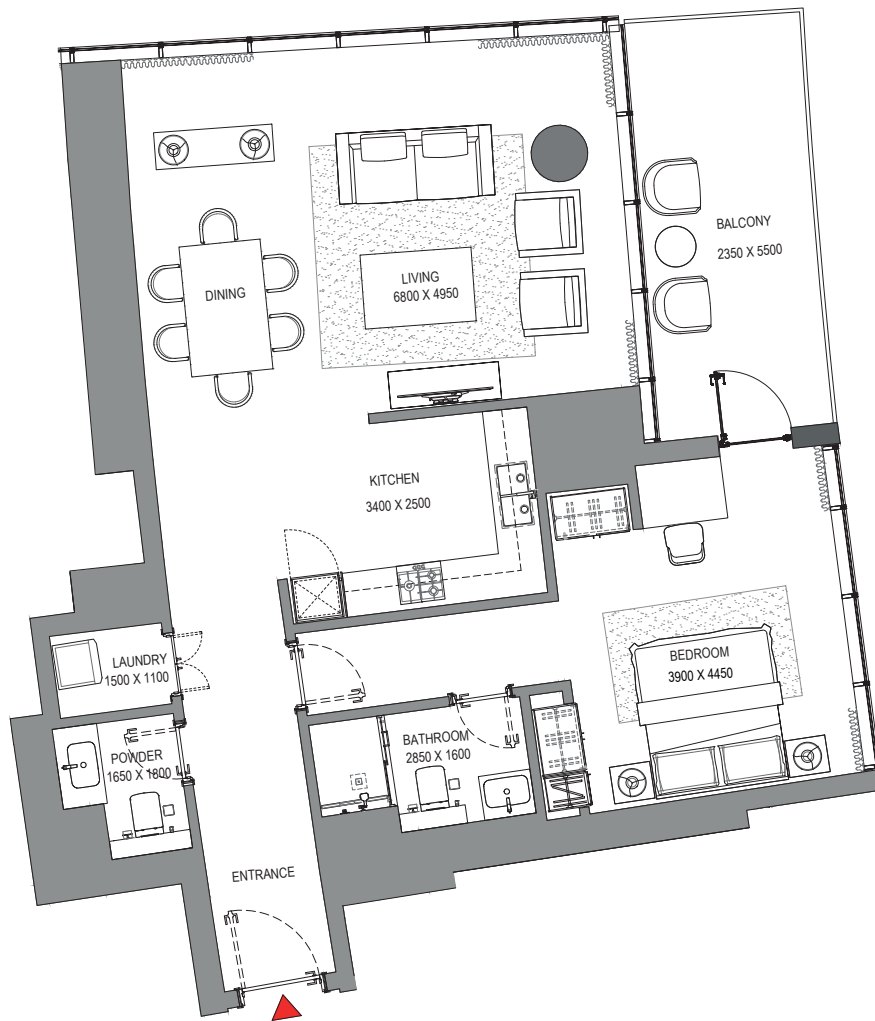 BALCONY
2350 X 5500
LIVING
6800 X 4950
DINING
KITCHEN
3400 X 2500
LAUNDRY
1500 X 1100
BEDROOM
3900 X 4450
BATHROOM
2850 X 1600
POWDER
1650 X 1800
ENTRANCE